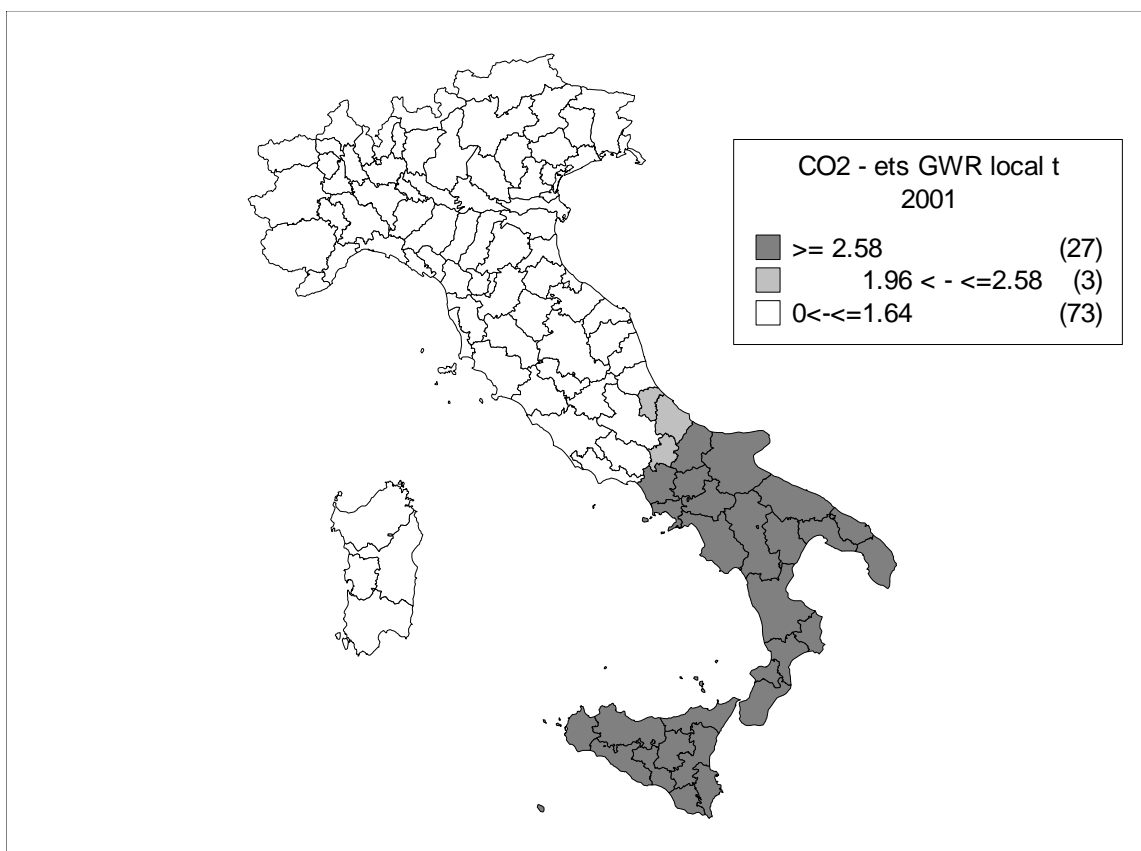 CO2 - ets GWR local t
2001
>= 2.58 (27)
1.96 < - <=2.58 (3)
0<-<=1.64 (73)